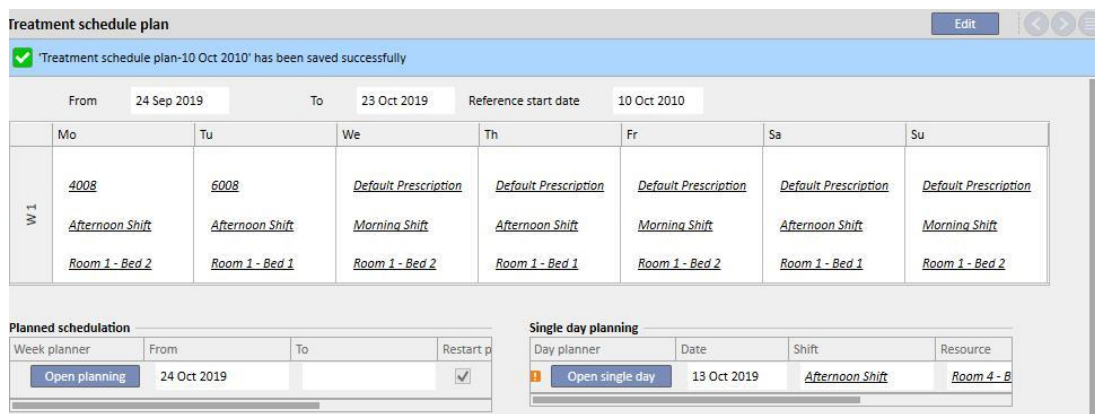 Treatment schedule plan Edit
'Treatment schedule plan-10 Oct 2010' has been saved successfully
From 24 Sep 2019 To 23 Oct 2019 Reference start date 10 Oct 2010
Mo Tu We Th Fr Sa Su
W 1
4008 6008 Default Prescription Default Prescription Default Prescription Default Prescription Default Prescription
Afternoon Shift Afternoon Shift Morning Shift Afternoon Shift Morning Shift Afternoon Shift Morning Shift
Room 1 - Bed 2 Room 1 - Bed 1 Room 1 - Bed 2 Room 1 - Bed 1 Room 1 - Bed 2 Room 1 - Bed 1 Room 1 - Bed 2
Planned schedulation
Week planner From To Restart p
Open planning 24 Oct 2019
Single day planning
Day planner Date Shift Resource
Open single day 13 Oct 2019 Afternoon Shift Room 4 - B